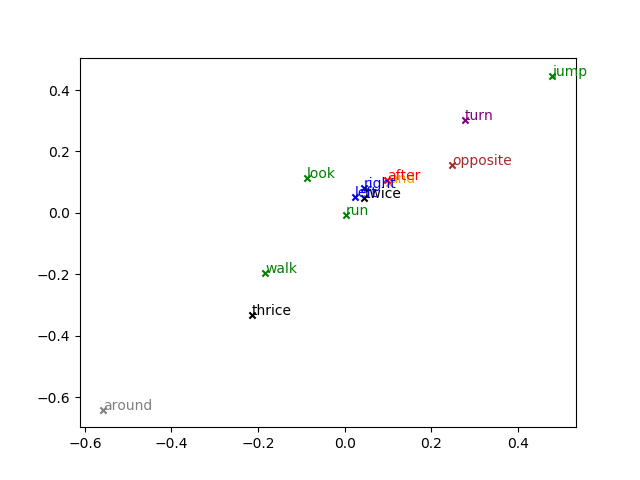 jump
turn
opposite
look
after
and
right
left
twice
run
walk
thrice
around
0.4
0.2
0.0
−0.2
−0.4
−0.6
−0.6 −0.4 −0.2 0.0 0.2 0.4